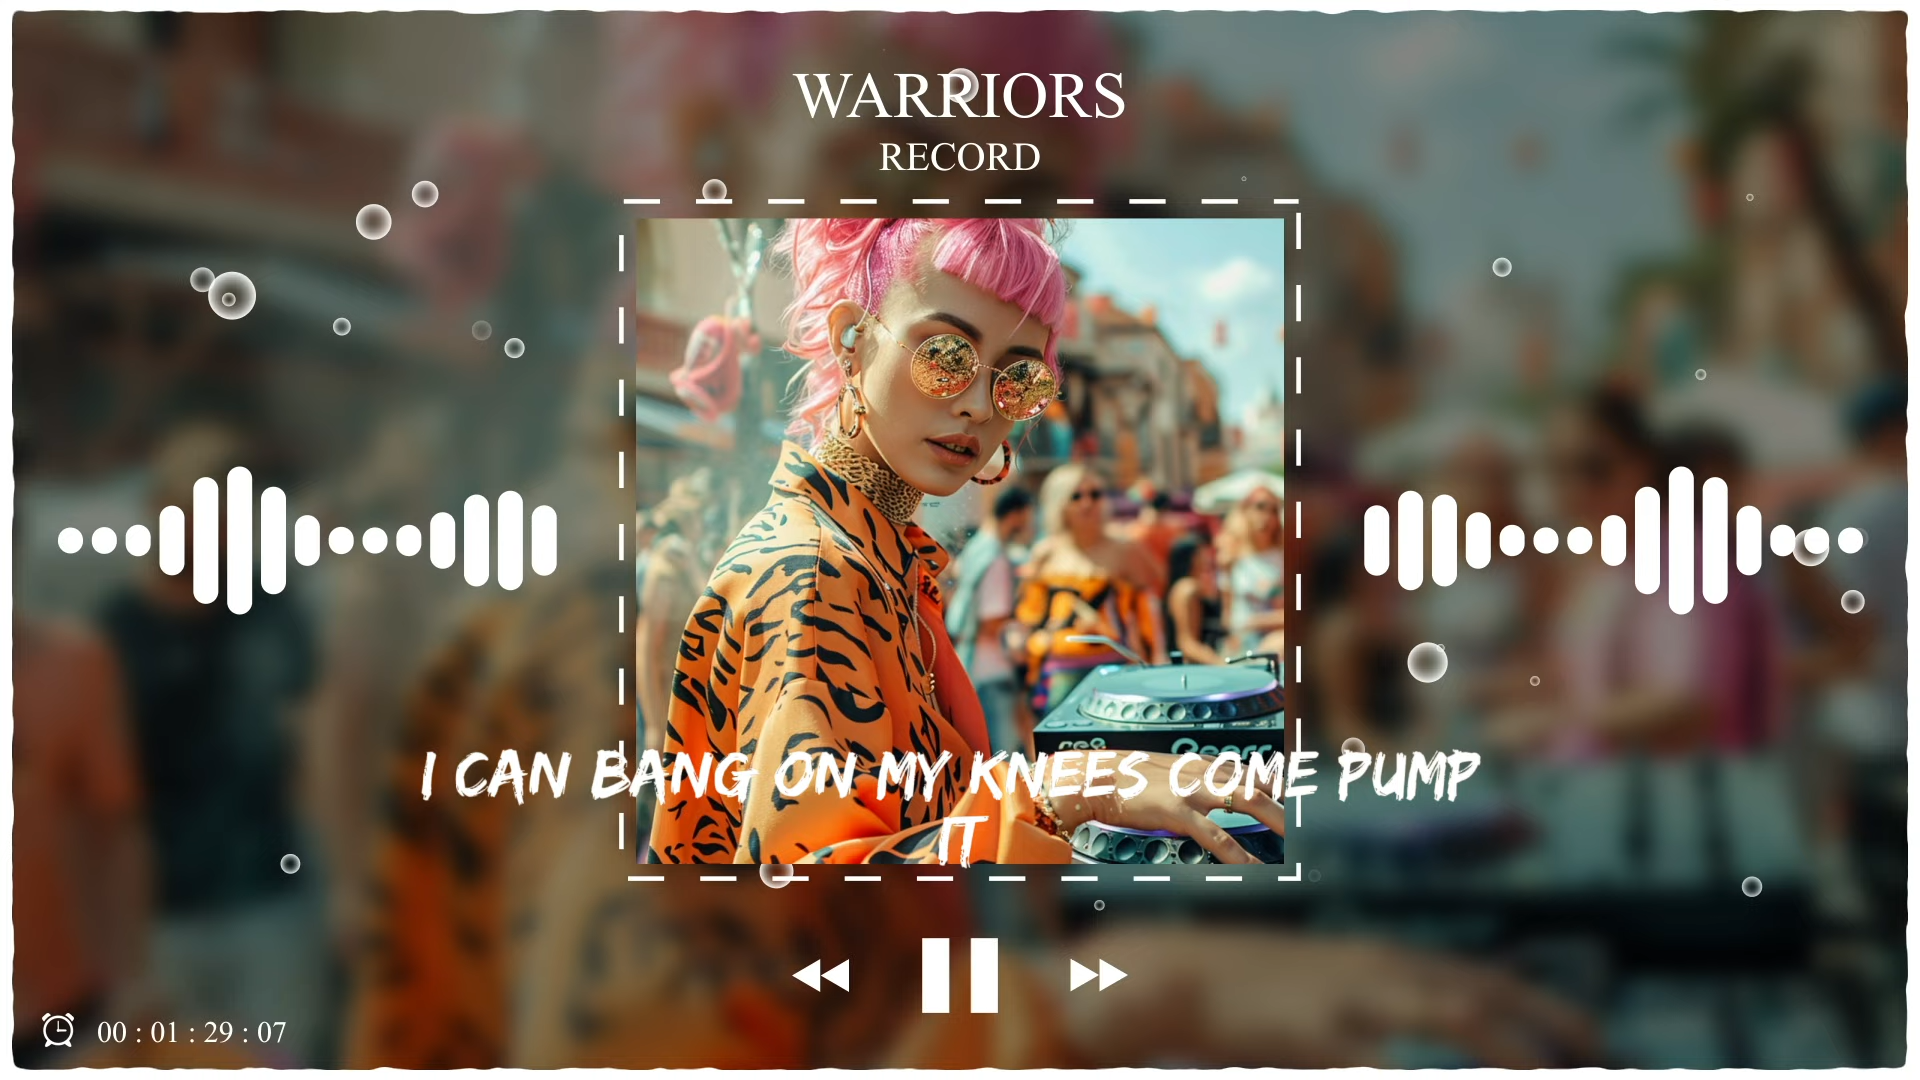 WARRIORS
RECORD
I CAN BANG ON MY KNEES COME PUMP
IT
00 : 01 : 29 : 07